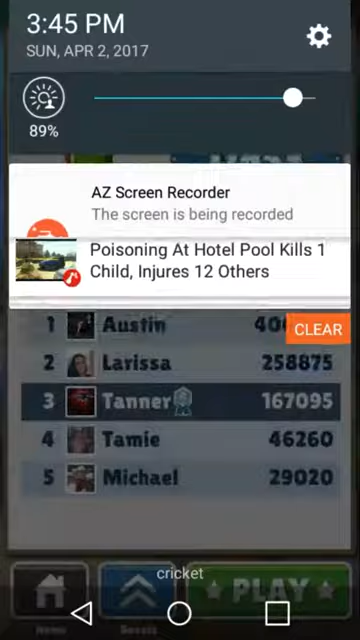 3:45 PM
SUN, APR 2, 2017
89%
AZ Screen Recorder
The screen is being recorded
Poisoning At Hotel Pool Kills 1
Child, Injures 12 Others
1 Austin
CLEAR
2 Larissa 258875
3 Tanner 167095
4 Tamie 46260
5 Michael 29020
cricket
PLAY
Home